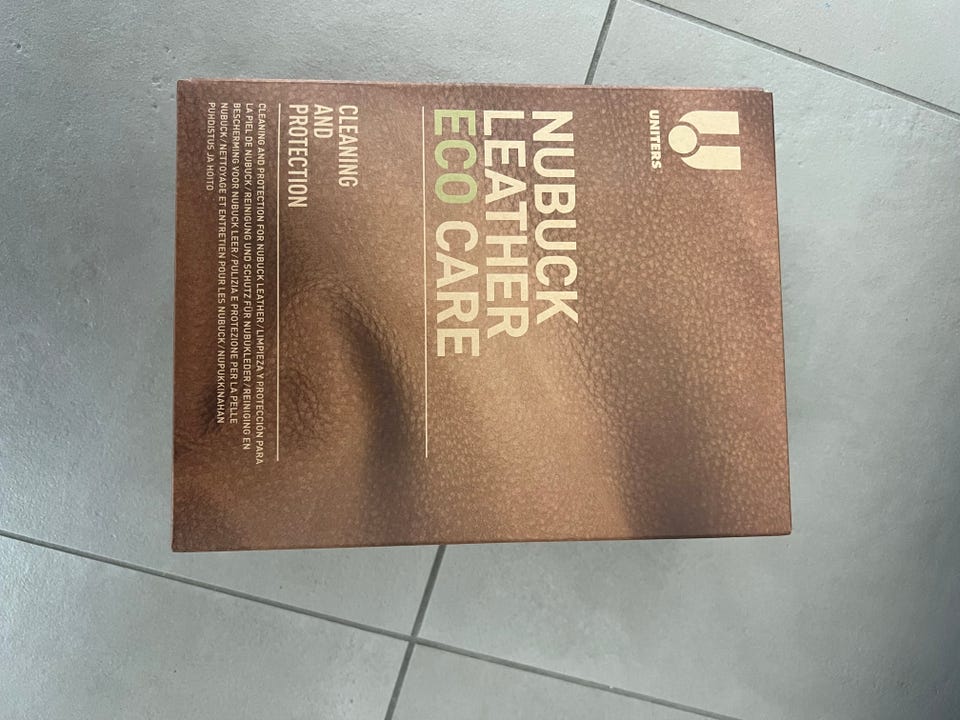 UNITERS
NUBUCK
LEATHER
ECO CARE
CLEANING
AND
PROTECTION
CLEANING AND PROTECTION FOR NUBUCK LEATHER/LIMPIEZA Y PROTECCIÓN PARA
LA PIEL DE NUBUCK/REINIGUNG UND SCHUTZ FÜR NUBUKLEDER/REINIGING EN
BESCHERMING VOOR NUBUCK LEER/PULIZIA E PROTEZIONE PER LA PELLE
NUBUCK/NETTOYAGE ET ENTRETIEN POUR LES NUBUCK/NUPUKKINAHAN
PUHDISTUS JA HOITO